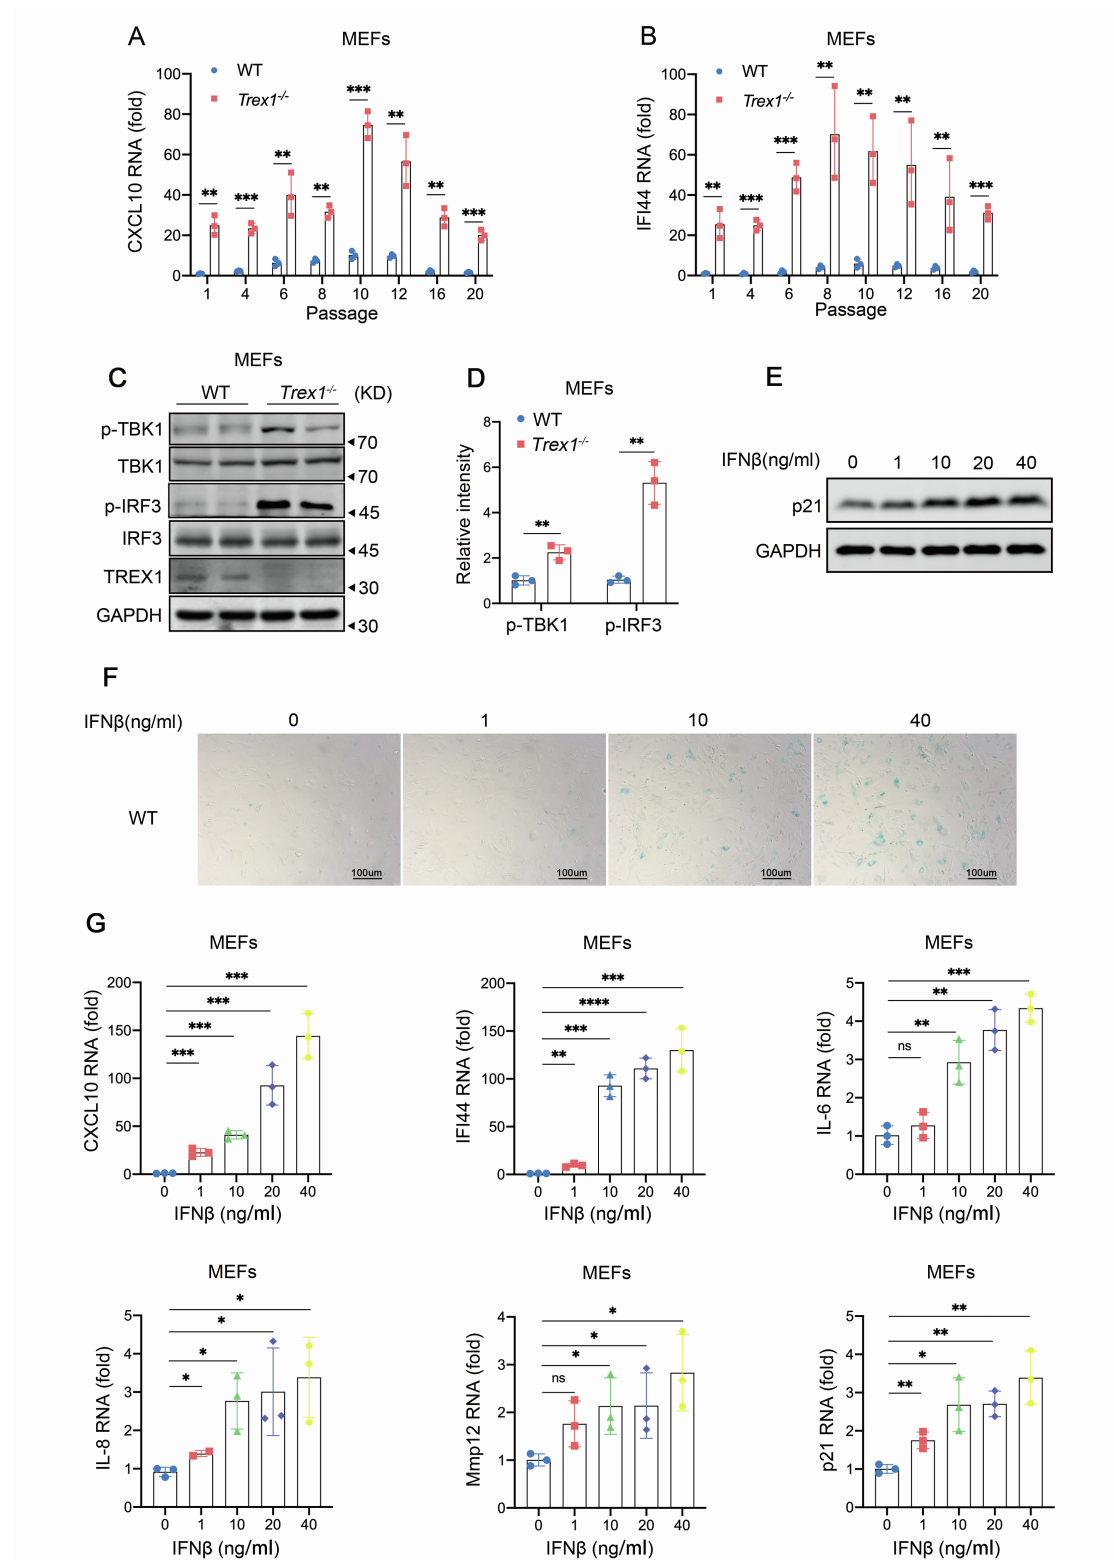 A
MEFs
WT
Trex1-/-
CXCL10 RNA (fold)
100
80
60
40
20
0
** *** ** ** *** ** ** ***
1 4 6 8 10 12 16 20
Passage
B
MEFs
WT
Trex1-/-
IFI44 RNA (fold)
100
80
60
40
20
0
** *** *** ** ** ** ** ***
1 4 6 8 10 12 16 20
Passage
C
MEFs
WT Trex1-/- (KD)
p-TBK1 70
TBK1 70
p-IRF3 45
IRF3 45
TREX1 30
GAPDH 30
D
MEFs
WT
Trex1-/-
Relative intensity
8
6
4
2
0
** **
p-TBK1 p-IRF3
E
IFNβ(ng/ml) 0 1 10 20 40
p21
GAPDH
F
IFNβ(ng/ml) 0 1 10 40
WT
100um 100um 100um 100um
G
MEFs
CXCL10 RNA (fold)
200
150
100
50
0
***
***
***
***
0 1 10 20 40
IFNβ (ng/ml)
MEFs
IFI44 RNA (fold)
200
150
100
50
0
***
****
***
**
0 1 10 20 40
IFNβ (ng/ml)
MEFs
IL-6 RNA (fold)
5
4
3
2
1
0
***
**
**
ns
0 1 10 20 40
IFNβ (ng/ml)
MEFs
IL-8 RNA (fold)
5
4
3
2
1
0
*
*
*
*
0 1 10 20 40
IFNβ (ng/ml)
MEFs
Mmp12 RNA (fold)
4
3
2
1
0
*
*
*
ns
0 1 10 20 40
IFNβ (ng/ml)
MEFs
p21 RNA (fold)
5
4
3
2
1
0
**
**
*
**
0 1 10 20 40
IFNβ (ng/ml)